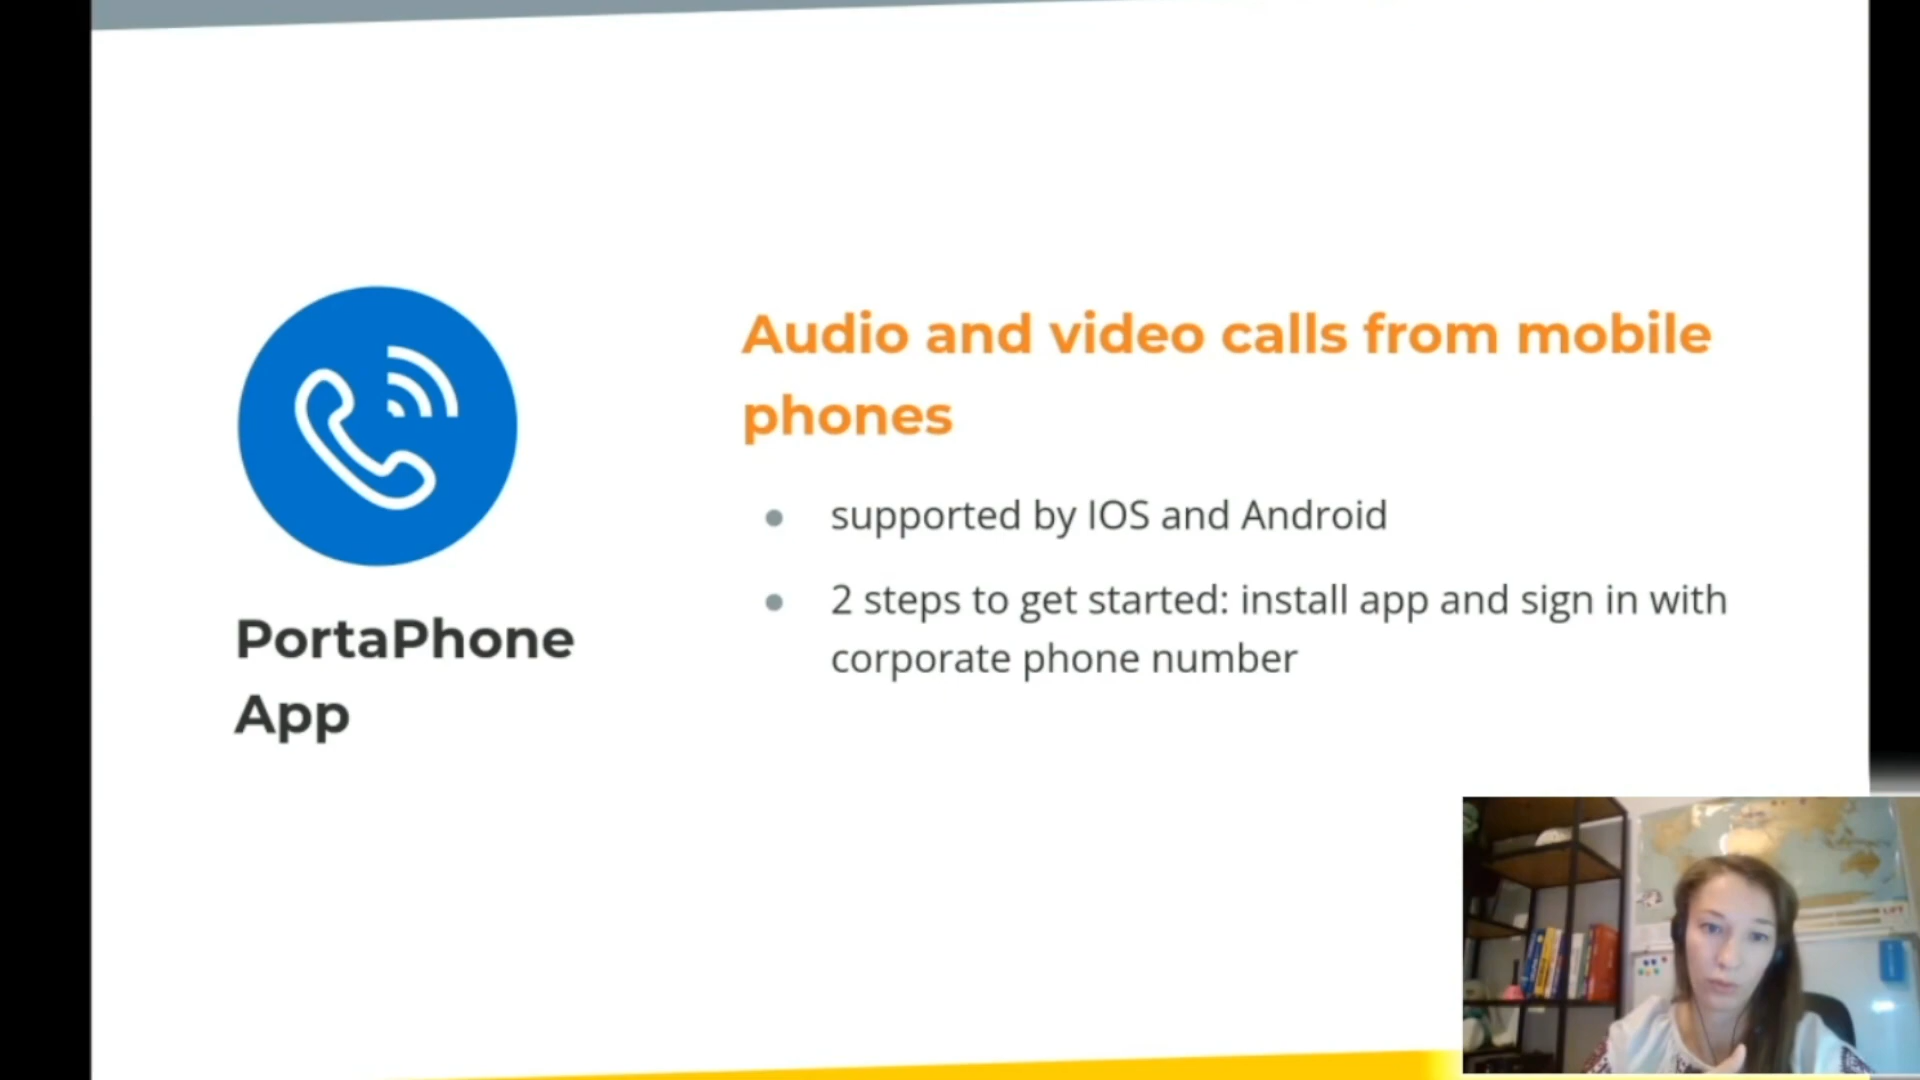 Audio and video calls from mobile
phones
supported by IOS and Android
2 steps to get started: install app and sign in with
corporate phone number
PortaPhone
App